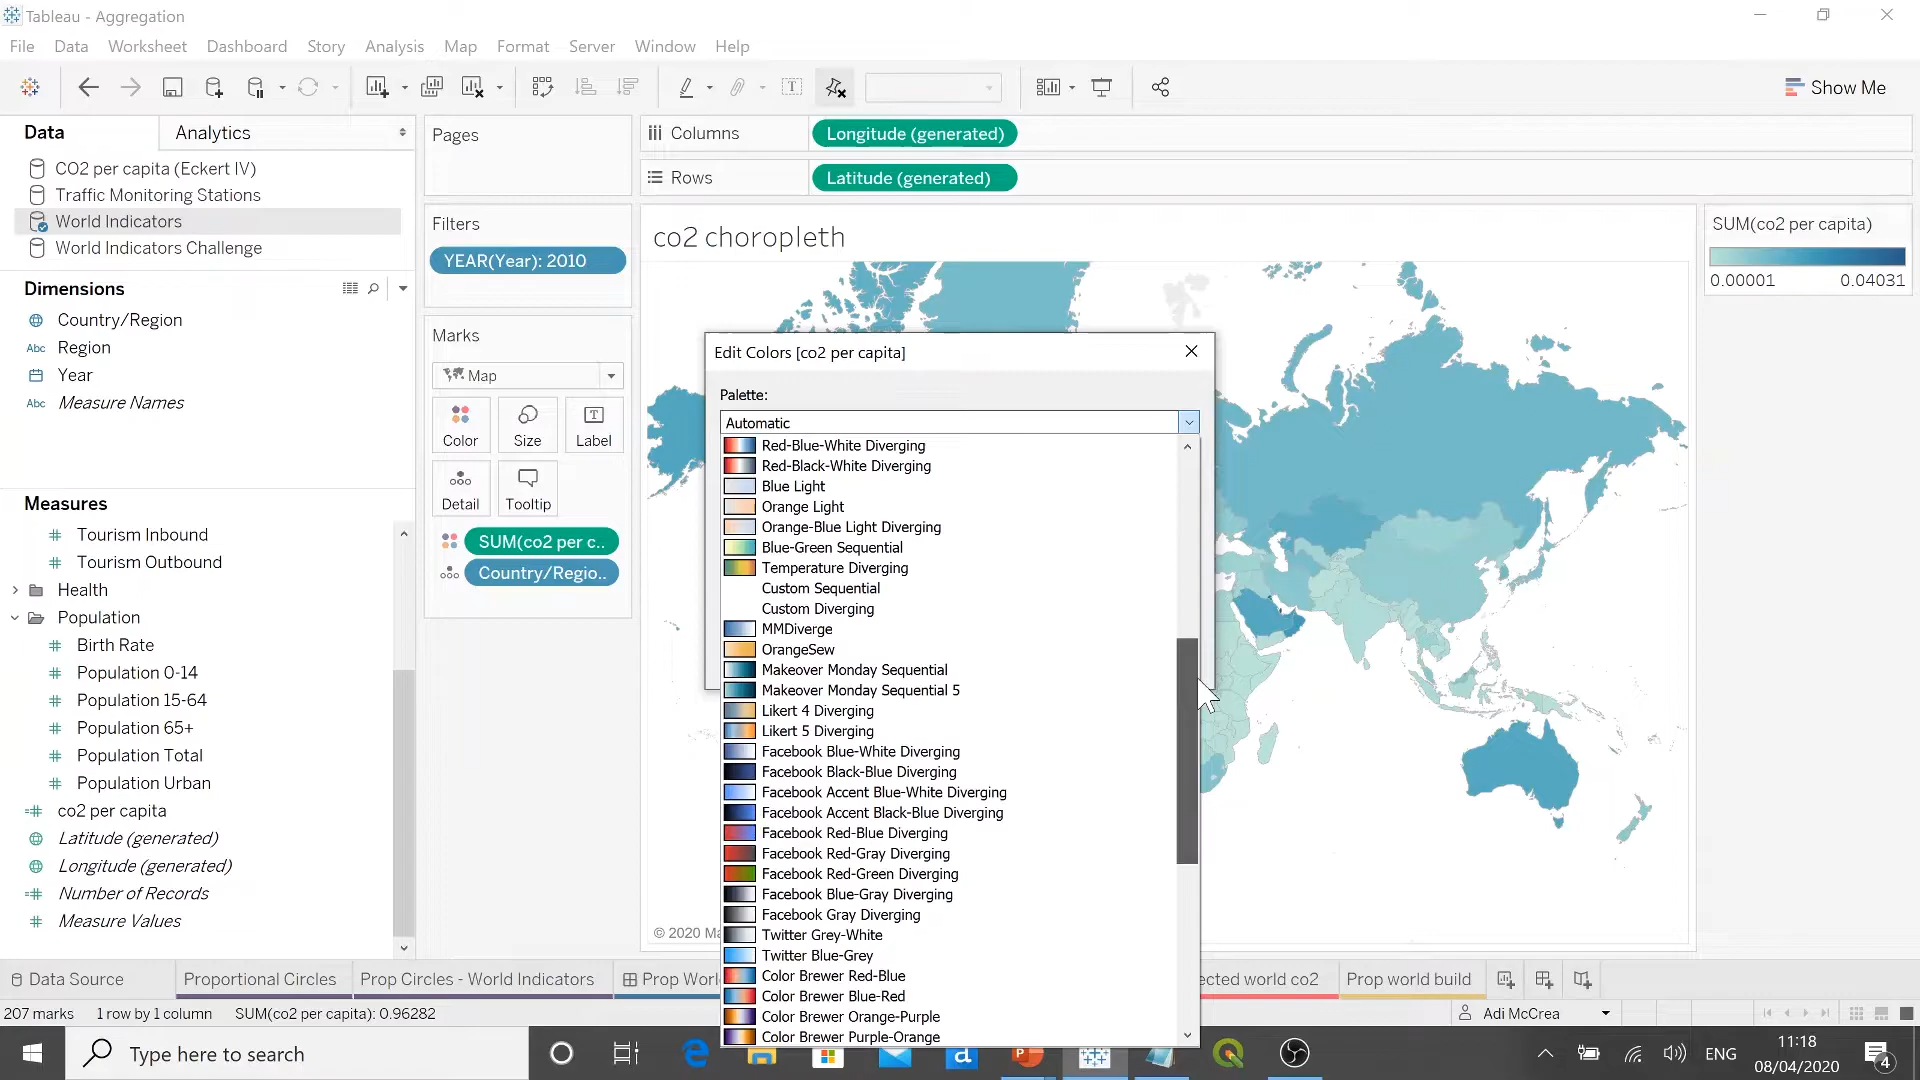 Tableau - Aggregation
File Data Worksheet Dashboard Story Analysis Map Format Server Window Help
Show Me
Data Analytics
CO2 per capita (Eckert IV)
Traffic Monitoring Stations
World Indicators
World Indicators Challenge
Dimensions
Country/Region
Abc Region
Year
Abc Measure Names
Measures
Tourism Inbound
Tourism Outbound
Health
Population
Birth Rate
Population 0-14
Population 15-64
Population 65+
Population Total
Population Urban
co2 per capita
Latitude (generated)
Longitude (generated)
Number of Records
Measure Values
Pages
Filters
YEAR(Year): 2010
Marks
Map
Color Size Label
Detail Tooltip
SUM(co2 per c..
Country/Regio..
Columns Longitude (generated)
Rows Latitude (generated)
co2 choropleth
© 2020 Ma
SUM(co2 per capita)
0.00001 0.04031
Edit Colors [co2 per capita]
Palette:
Automatic
Red-Blue-White Diverging
Red-Black-White Diverging
Blue Light
Orange Light
Orange-Blue Light Diverging
Blue-Green Sequential
Temperature Diverging
Custom Sequential
Custom Diverging
MMDiverge
OrangeSew
Makeover Monday Sequential
Makeover Monday Sequential 5
Likert 4 Diverging
Likert 5 Diverging
Facebook Blue-White Diverging
Facebook Black-Blue Diverging
Facebook Accent Blue-White Diverging
Facebook Accent Black-Blue Diverging
Facebook Red-Blue Diverging
Facebook Red-Gray Diverging
Facebook Red-Green Diverging
Facebook Blue-Gray Diverging
Facebook Gray Diverging
Twitter Grey-White
Twitter Blue-Grey
Color Brewer Red-Blue
Color Brewer Blue-Red
Color Brewer Orange-Purple
Color Brewer Purple-Orange
Data Source Proportional Circles Prop Circles - World Indicators Prop Wor ected world co2 Prop world build
207 marks 1 row by 1 column SUM(co2 per capita): 0.96282 Adi McCrea
Type here to search
ENG
11:18
08/04/2020
4